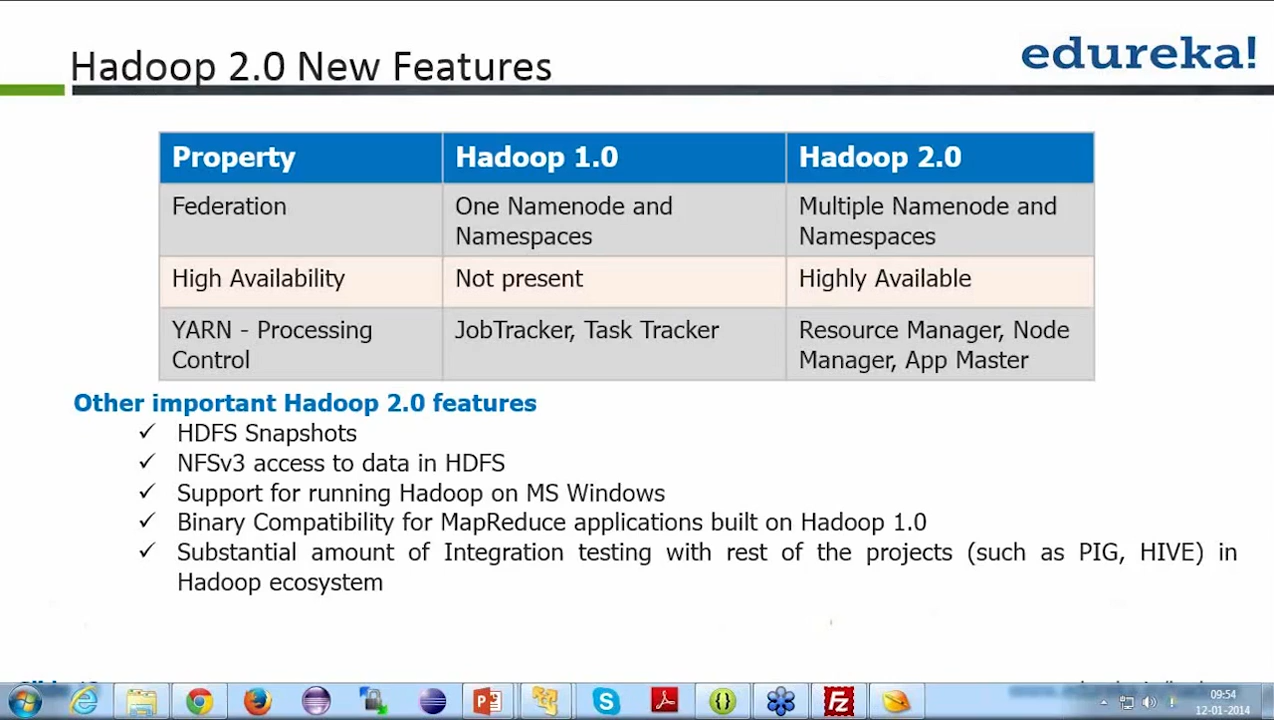 Hadoop 2.0 New Features
edureka!
Property Hadoop 1.0 Hadoop 2.0
Federation One Namenode and Multiple Namenode and
Namespaces Namespaces
High Availability Not present Highly Available
YARN - Processing JobTracker, Task Tracker Resource Manager, Node
Control Manager, App Master
Other important Hadoop 2.0 features
✓ HDFS Snapshots
✓ NFSv3 access to data in HDFS
✓ Support for running Hadoop on MS Windows
✓ Binary Compatibility for MapReduce applications built on Hadoop 1.0
✓ Substantial amount of Integration testing with rest of the projects (such as PIG, HIVE) in
Hadoop ecosystem
09:54
12-01-2014